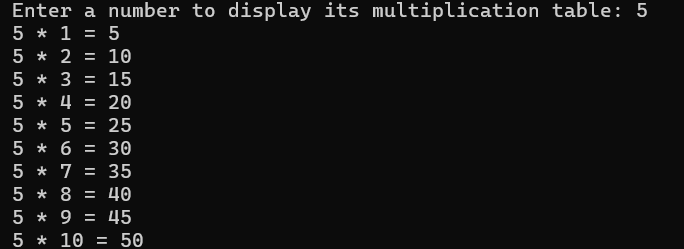 Enter a number to display its multiplication table: 5
5 * 1 = 5
5 * 2 = 10
5 * 3 = 15
5 * 4 = 20
5 * 5 = 25
5 * 6 = 30
5 * 7 = 35
5 * 8 = 40
5 * 9 = 45
5 * 10 = 50